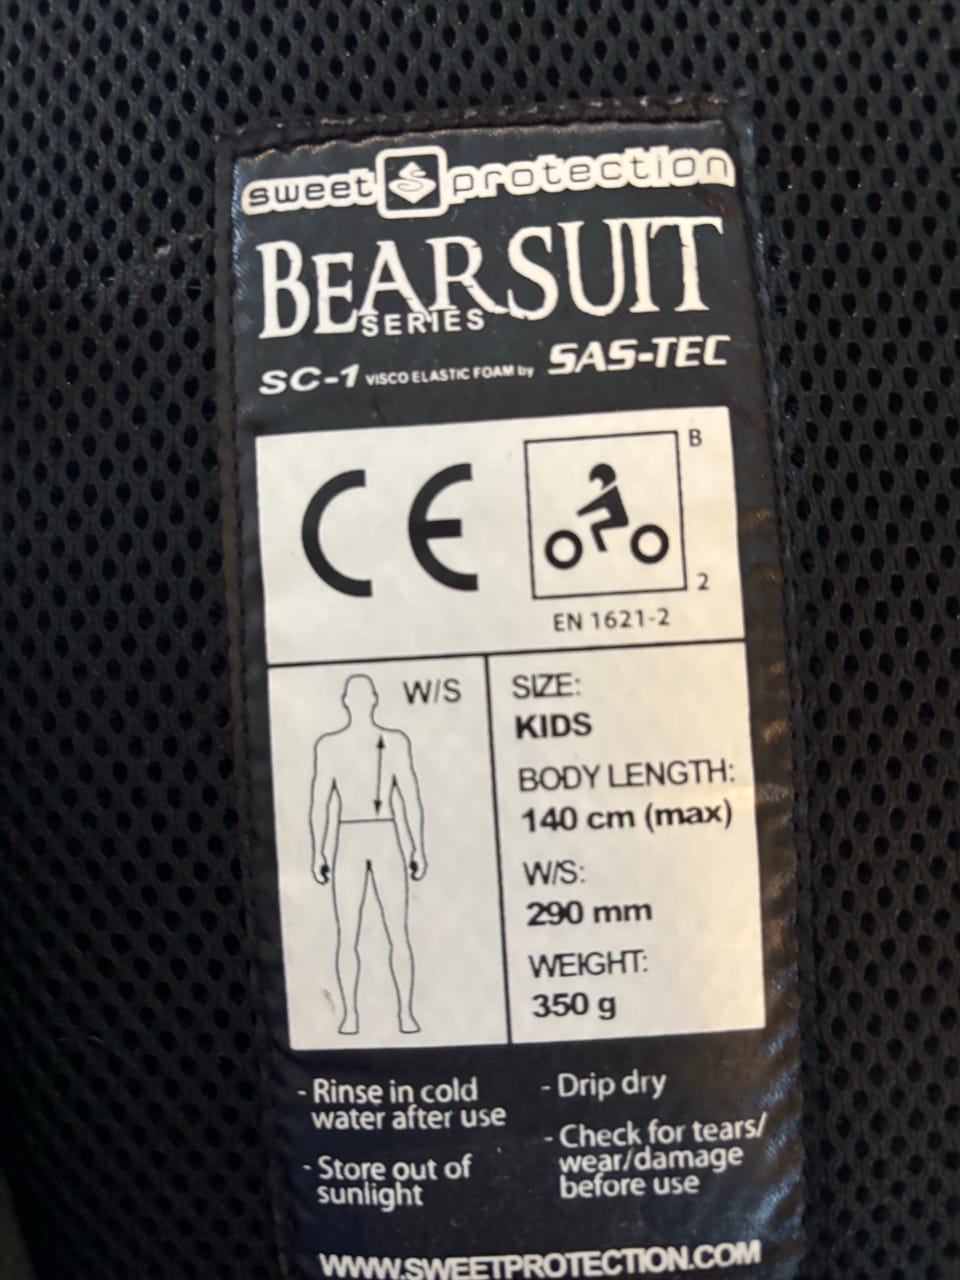 sweet protection
BEARSUIT
SERIES
SC-1 VISCO ELASTIC FOAM by SAS-TEC
CE
B
2
EN 1621-2
W/S
SIZE:
KIDS
BODY LENGTH:
140 cm (max)
W/S:
290 mm
WEIGHT:
350 g
- Rinse in cold
water after use
- Store out of
sunlight
- Drip dry
- Check for tears/
wear/damage
before use
WWW.SWEETPROTECTION.COM